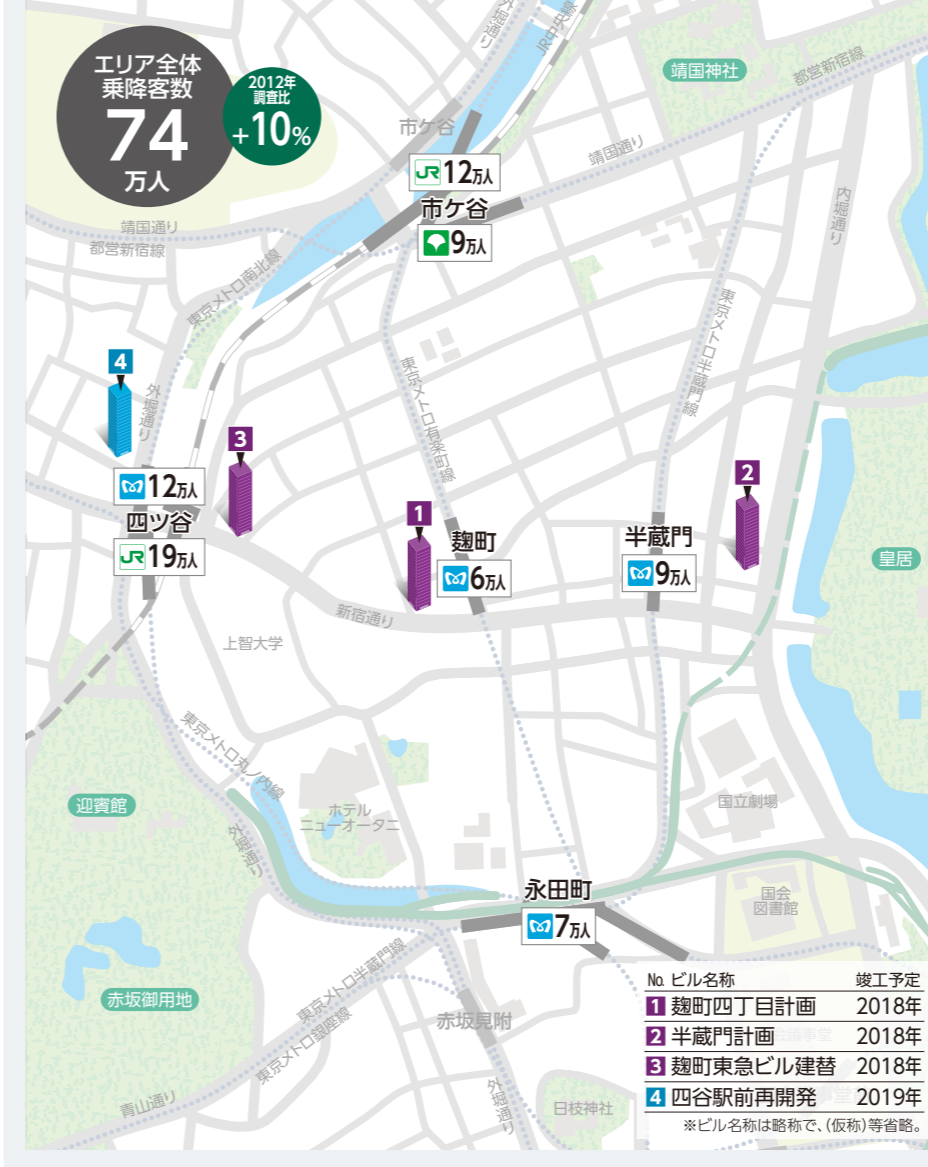 エリア全体
乗降客数
74
万人
2012年
調査比
+10%
外堀通り
JR中央線
靖国神社
都営新宿線
市ケ谷
靖国通り
JR 12万人
市ケ谷
9万人
内堀通り
靖国通り
都営新宿線
東京メトロ南北線
東京メトロ半蔵門線
東京メトロ有楽町線
4
外堀通り
3
12万人
四ツ谷
JR 19万人
1
麹町
6万人
2
半蔵門
9万人
皇居
新宿通り
上智大学
東京メトロ丸ノ内線
迎賓館
ホテル
ニューオータニ
国立劇場
外堀通り
永田町
7万人
国会
図書館
赤坂御用地
東京メトロ半蔵門線
東京メトロ銀座線
赤坂見附
青山通り
外堀通り
日枝神社
No. ビル名称 竣工予定
1 麹町四丁目計画 2018年
2 半蔵門計画 2018年
3 麹町東急ビル建替 2018年
4 四谷駅前再開発 2019年
※ビル名称は略称で、(仮称)等省略。